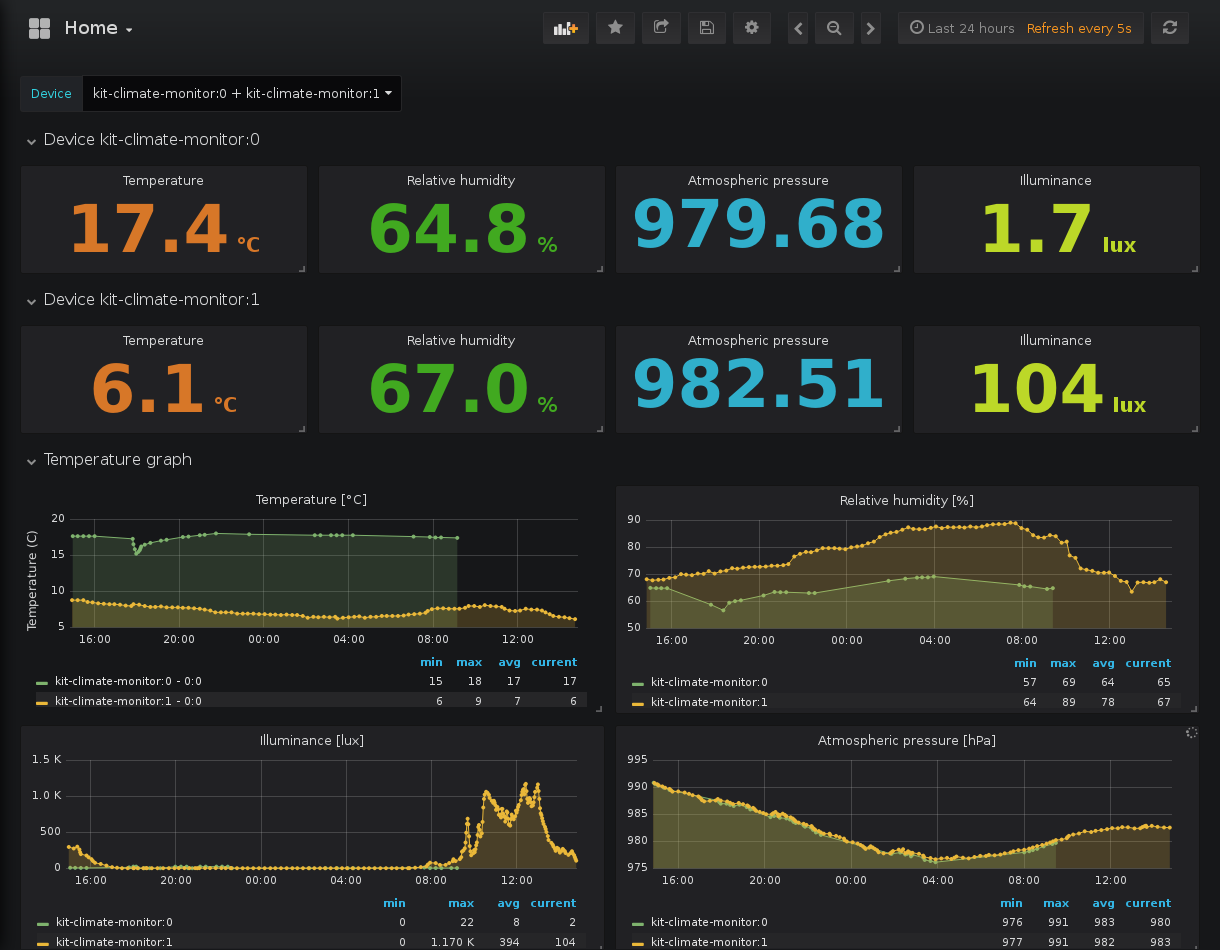 Home
Last 24 hours Refresh every 5s
Device kit-climate-monitor:0 + kit-climate-monitor:1
Device kit-climate-monitor:0
Temperature Relative humidity Atmospheric pressure Illuminance
17.4 °C 64.8 % 979.68 1.7 lux
Device kit-climate-monitor:1
Temperature Relative humidity Atmospheric pressure Illuminance
6.1 °C 67.0 % 982.51 104 lux
Temperature graph
Temperature [°C]
Temperature (C)
20
15
10
5
16:00 20:00 00:00 04:00 08:00 12:00
min max avg current
kit-climate-monitor:0 - 0:0 15 18 17 17
kit-climate-monitor:1 - 0:0 6 9 7 6
Relative humidity [%]
90
80
70
60
50
16:00 20:00 00:00 04:00 08:00 12:00
min max avg current
kit-climate-monitor:0 57 69 64 65
kit-climate-monitor:1 64 89 78 67
Illuminance [lux]
1.5 K
1.0 K
500
0
16:00 20:00 00:00 04:00 08:00 12:00
min max avg current
kit-climate-monitor:0 0 22 8 2
kit-climate-monitor:1 0 1.170 K 394 104
Atmospheric pressure [hPa]
995
990
985
980
975
16:00 20:00 00:00 04:00 08:00 12:00
min max avg current
kit-climate-monitor:0 976 991 983 980
kit-climate-monitor:1 977 991 982 983